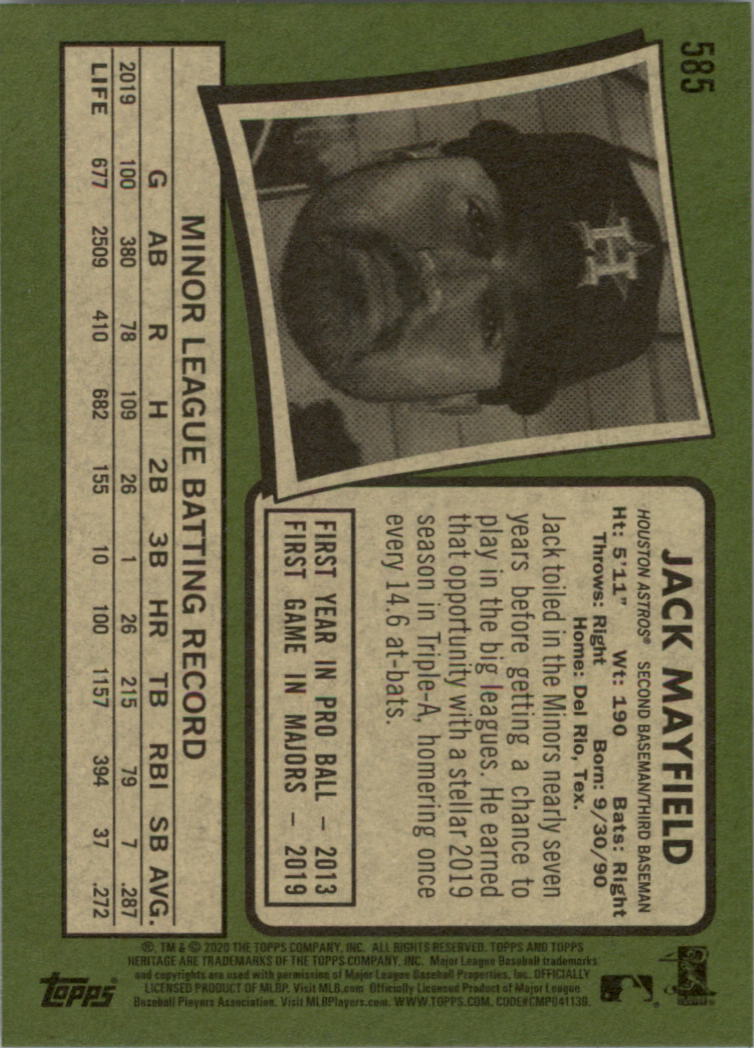 585
H
JACK MAYFIELD
HOUSTON ASTROS® SECOND BASEMAN/THIRD BASEMAN
Ht: 5'11" Wt: 190 Bats: Right
Throws: Right Born: 9/30/90
Home: Del Rio, Tex.
Jack toiled in the Minors nearly seven
years before getting a chance to
play in the big leagues. He earned
that opportunity with a stellar 2019
season in Triple-A, homering once
every 14.6 at-bats.
FIRST YEAR IN PRO BALL – 2013
FIRST GAME IN MAJORS – 2019
MINOR LEAGUE BATTING RECORD
G AB R H 2B 3B HR TB RBI SB AVG.
2019 100 380 78 109 26 1 26 215 79 7 .287
LIFE 677 2509 410 682 155 10 100 1157 394 37 .272
®, TM & © 2020 THE TOPPS COMPANY, INC. ALL RIGHTS RESERVED. TOPPS AND TOPPS
HERITAGE ARE TRADEMARKS OF THE TOPPS COMPANY, INC. Major League Baseball trademarks
and copyrights are used with permission of Major League Baseball Properties, Inc. OFFICIALLY
LICENSED PRODUCT OF MLBP. Visit MLB.com Officially Licensed Product of Major League
Baseball Players Association. Visit MLBPlayers.com. WWW.TOPPS.COM. CODE#CMP041139.
topps®